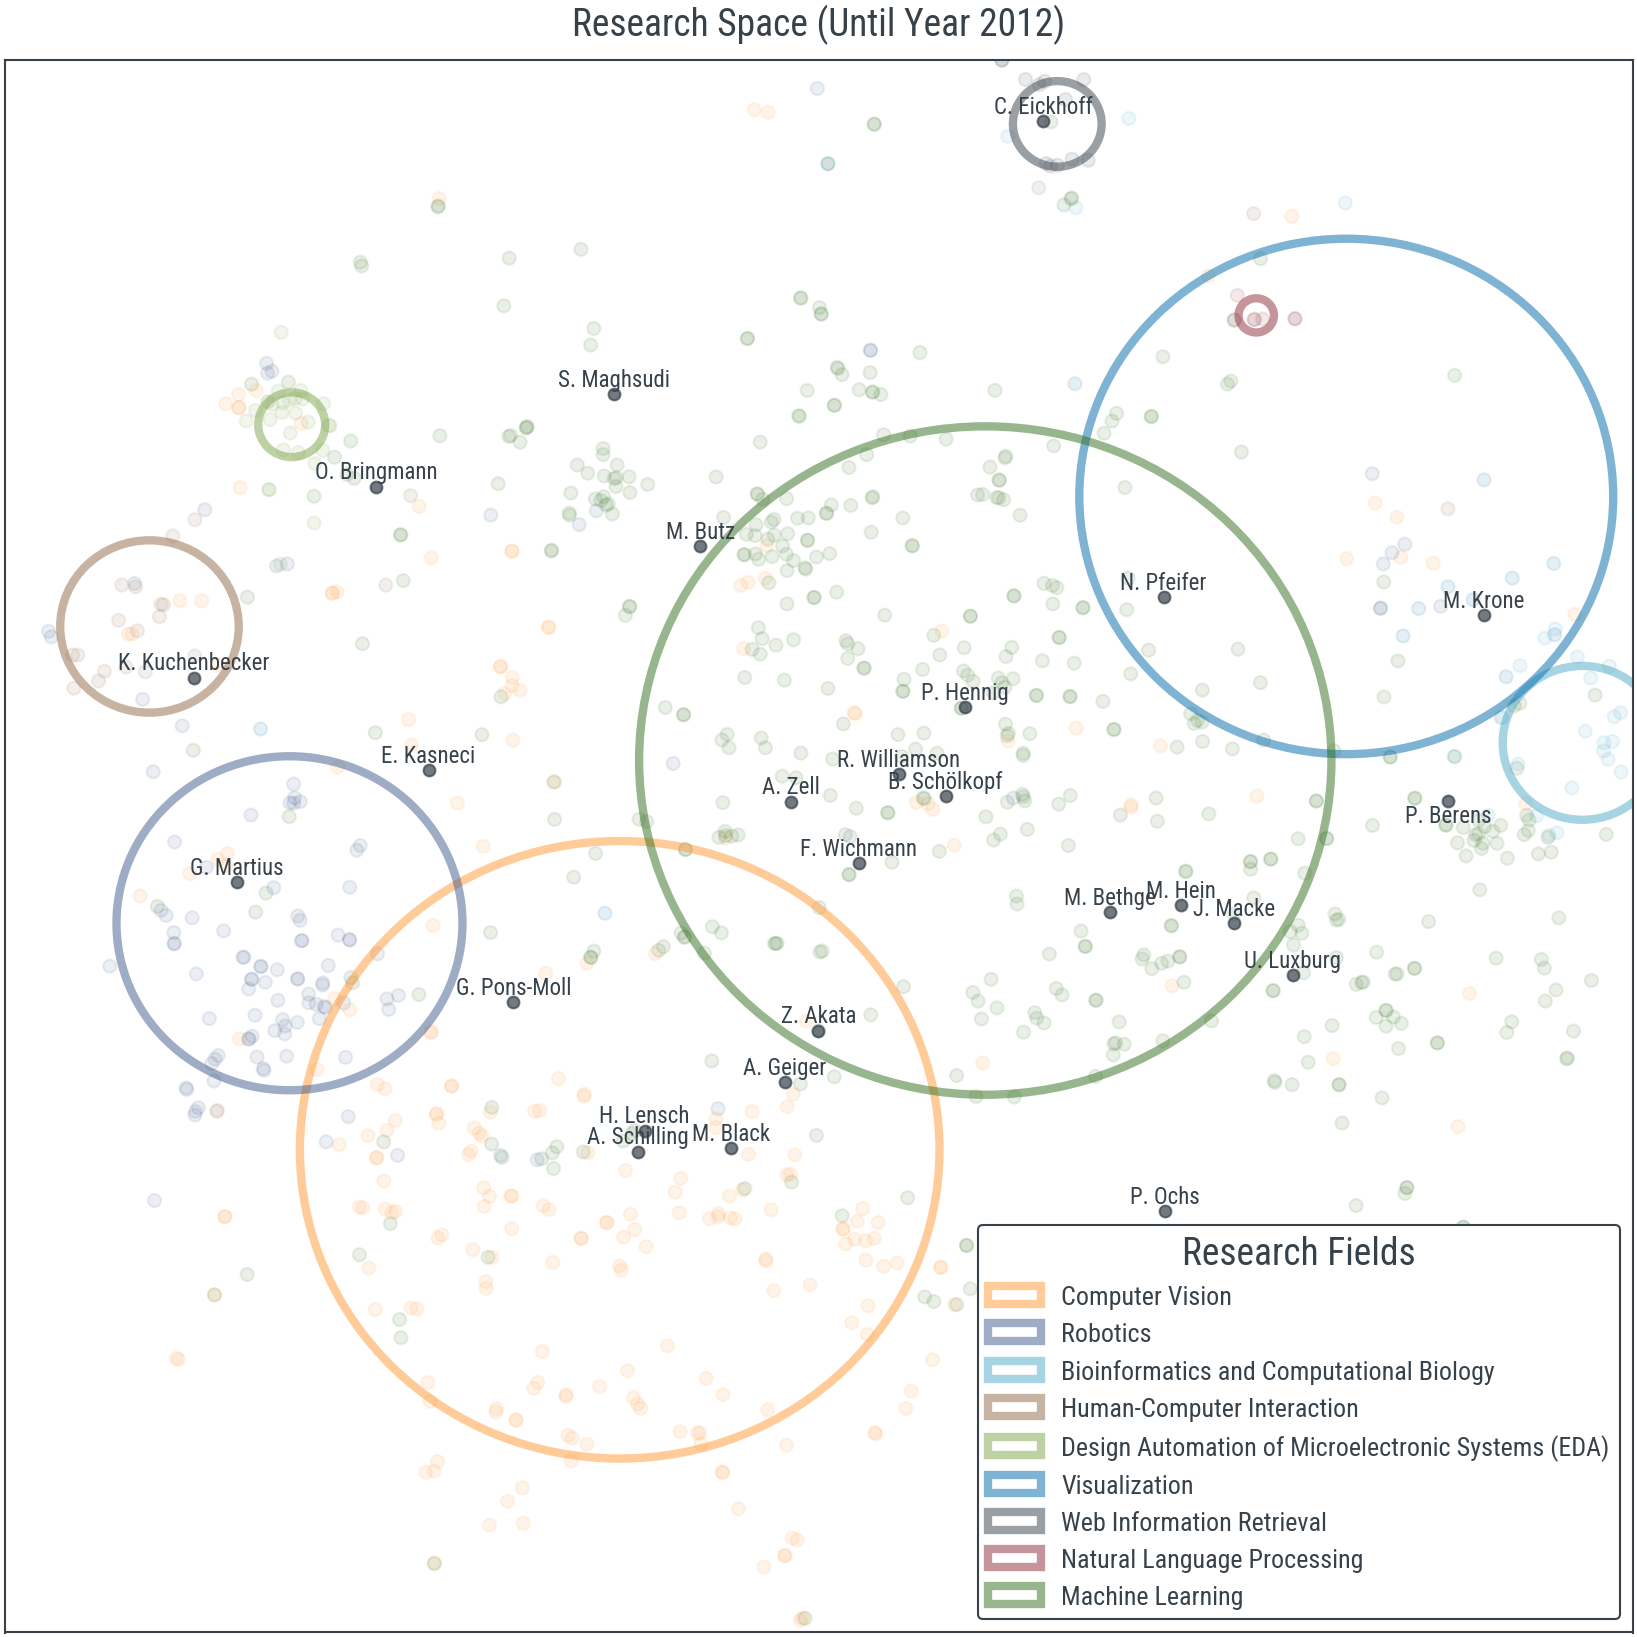 Research Space (Until Year 2012)
C. Eickhoff
S. Maghsudi
O. Bringmann
M. Butz
N. Pfeifer
M. Krone
K. Kuchenbecker
P. Hennig
E. Kasneci
R. Williamson
A. Zell
B. Schölkopf
P. Berens
F. Wichmann
G. Martius
M. Bethge
M. Hein
J. Macke
U. Luxburg
G. Pons-Moll
Z. Akata
A. Geiger
H. Lensch
A. Schilling
M. Black
P. Ochs
Research Fields
Computer Vision
Robotics
Bioinformatics and Computational Biology
Human-Computer Interaction
Design Automation of Microelectronic Systems (EDA)
Visualization
Web Information Retrieval
Natural Language Processing
Machine Learning